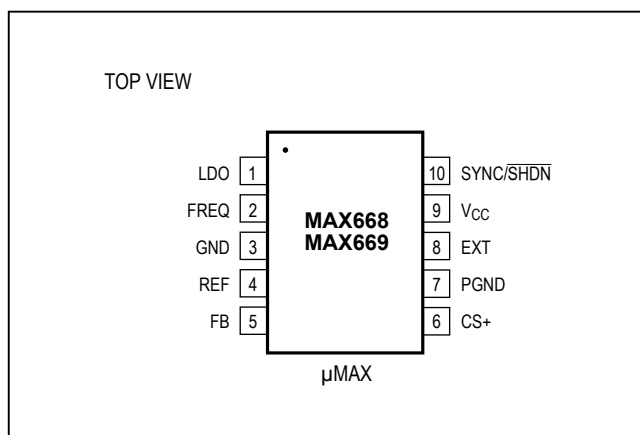 TOP VIEW
LDO 1
FREQ 2
GND 3
REF 4
FB 5
MAX668
MAX669
10 SYNC/SHDN
9 VCC
8 EXT
7 PGND
6 CS+
µMAX